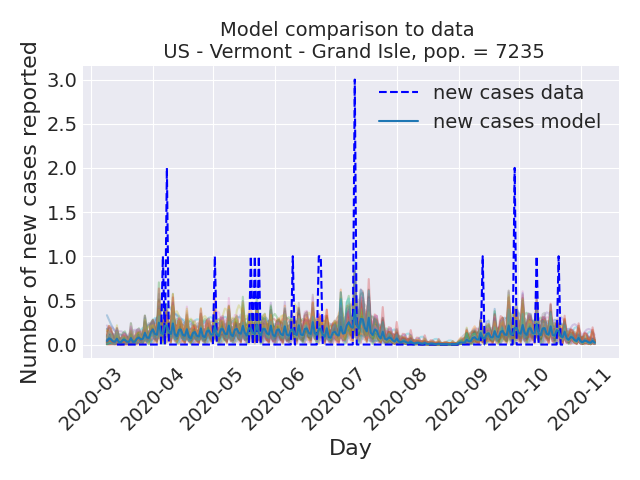 Model comparison to data
US - Vermont - Grand Isle, pop. = 7235
Number of new cases reported
3.0
2.5
2.0
1.5
1.0
0.5
0.0
new cases data
new cases model
2020-03
2020-04
2020-05
2020-06
2020-07
2020-08
2020-09
2020-10
2020-11
Day